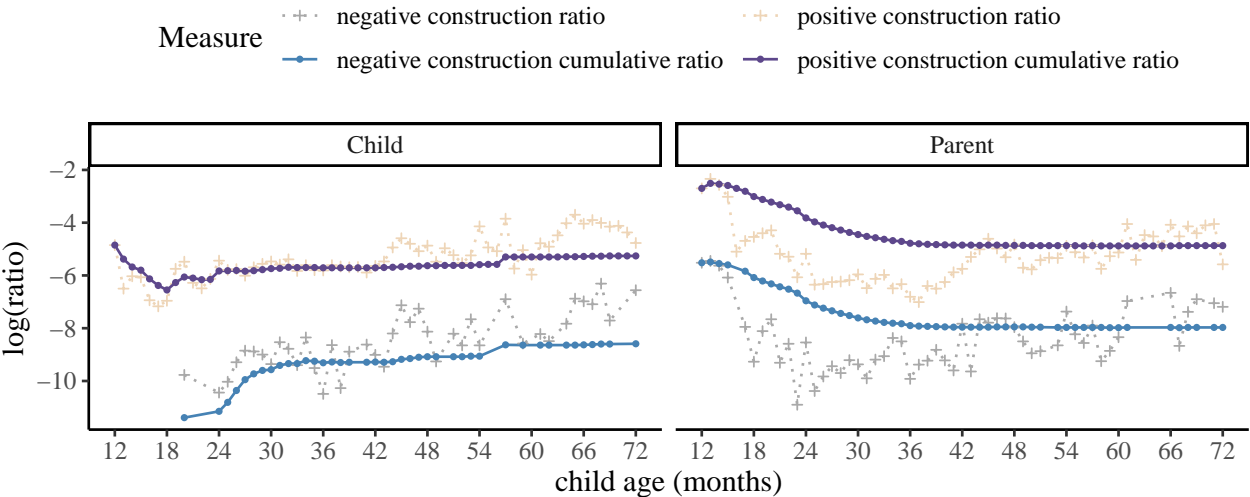 Measure
negative construction ratio
positive construction ratio
negative construction cumulative ratio
positive construction cumulative ratio
Child
Parent
log(ratio)
−2
−4
−6
−8
−10
12 18 24 30 36 42 48 54 60 66 72
12 18 24 30 36 42 48 54 60 66 72
child age (months)